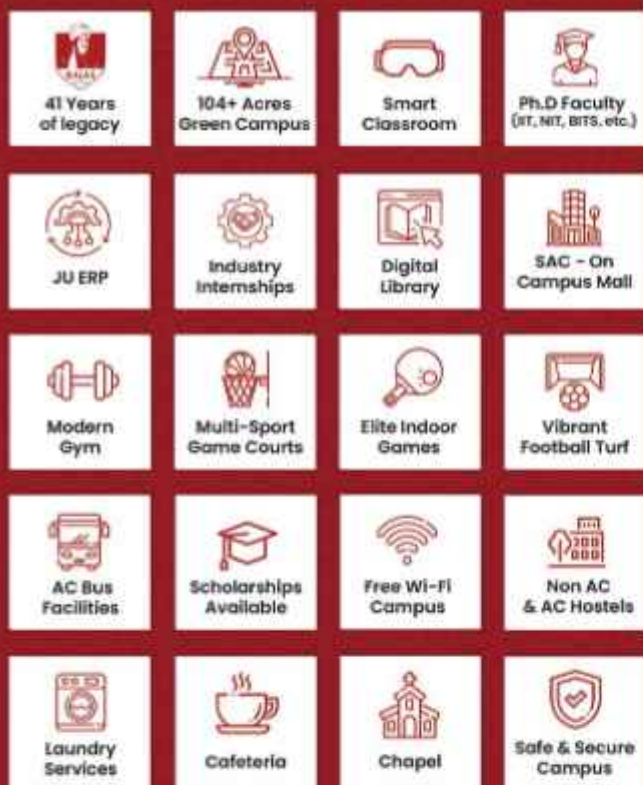 41 Years
of legacy
104+ Acres
Green Campus
Smart
Classroom
Ph.D Faculty
(IIT, NIT, BITS, etc.)
JU ERP
Industry
Internships
Digital
Library
SAC - On
Campus Mall
Modern
Gym
Multi-Sport
Game Courts
Elite Indoor
Games
Vibrant
Football Turf
AC Bus
Facilities
Scholarships
Available
Free Wi-Fi
Campus
Non AC
& AC Hostels
Laundry
Services
Cafeteria
Chapel
Safe & Secure
Campus